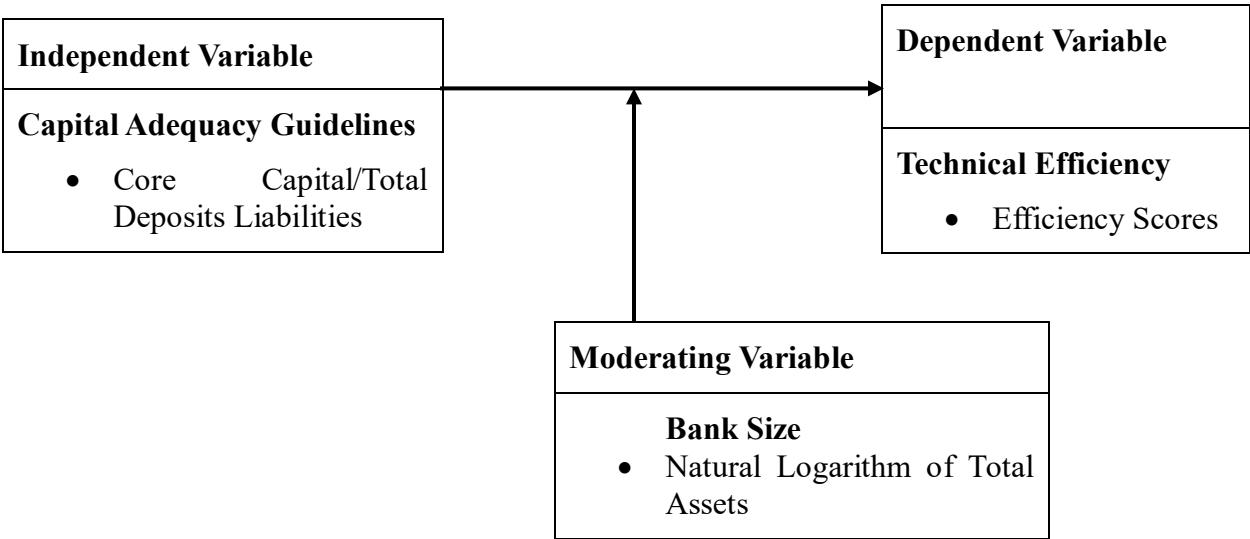 Independent Variable
Capital Adequacy Guidelines
• Core Capital/Total
Deposits Liabilities
Dependent Variable
Technical Efficiency
• Efficiency Scores
Moderating Variable
Bank Size
• Natural Logarithm of Total
Assets